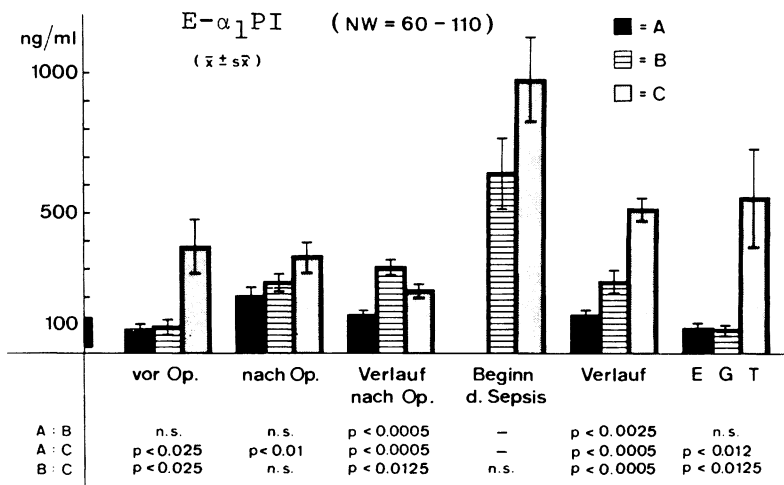 E-α₁PI (NW = 60 – 110)
ng/ml
(x̄ ± sx̄)
■ = A
= B
= C
1000
500
100
vor Op. nach Op. Verlauf nach Op. Beginn d. Sepsis Verlauf E G T
A : B n.s. n.s. p < 0.0005 – p < 0.0025 n.s.
A : C p < 0.025 p < 0.01 p < 0.0005 – p < 0.0005 p < 0.012
B : C p < 0.025 n.s. p < 0.0125 n.s. p < 0.0005 p < 0.0125